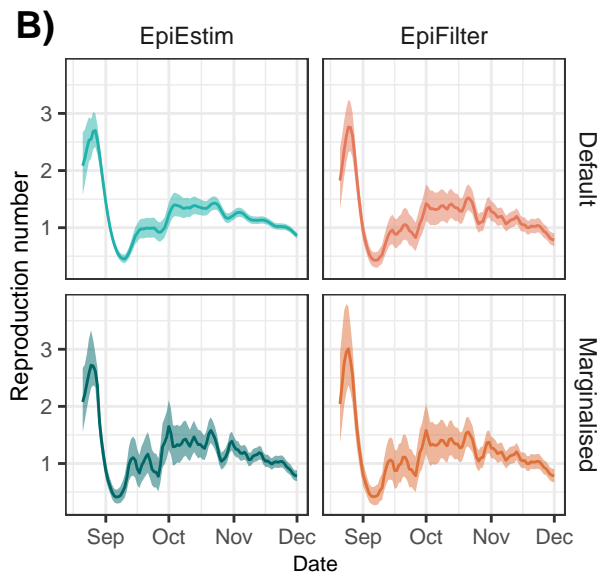 B)
EpiEstim EpiFilter
Reproduction number
3
2
1
Default
3
2
1
Marginalised
Sep Oct Nov Dec Sep Oct Nov Dec
Date